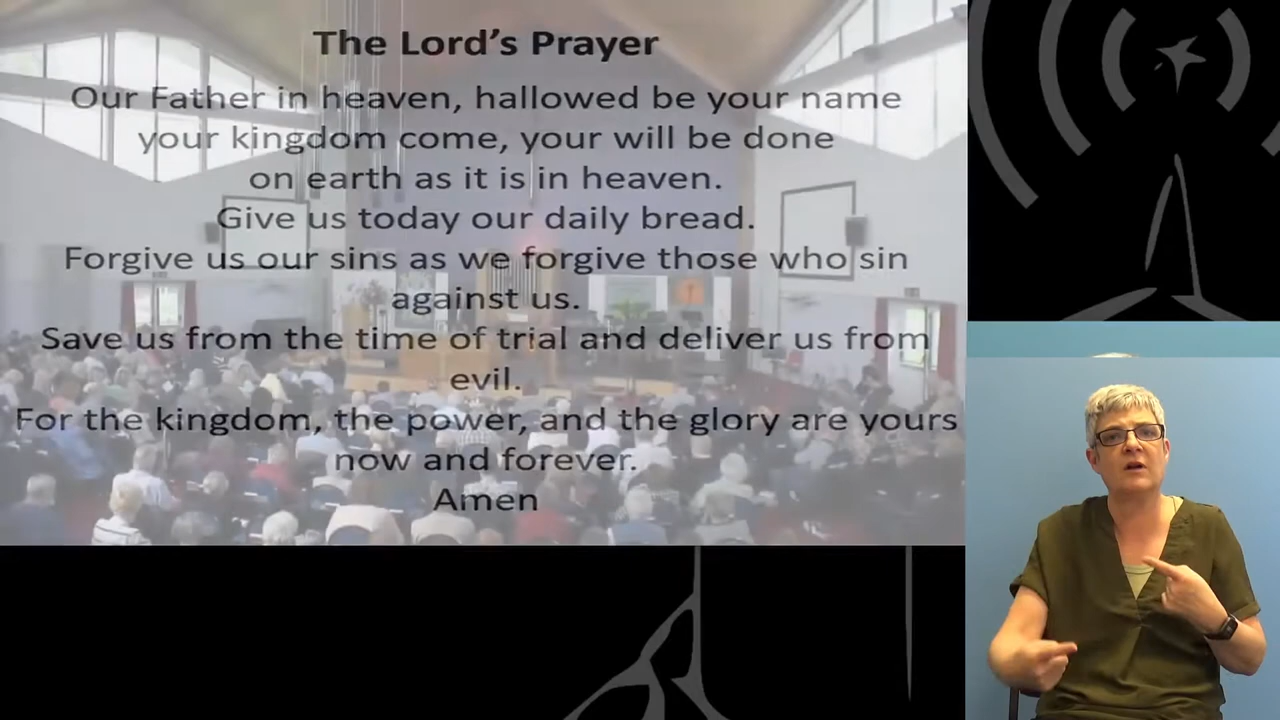 The Lord's Prayer
Our Father in heaven, hallowed be your name
your kingdom come, your will be done
on earth as it is in heaven.
Give us today our daily bread.
Forgive us our sins as we forgive those who sin
against us.
Save us from the time of trial and deliver us from
evil.
For the kingdom, the power, and the glory are yours
now and forever.
Amen